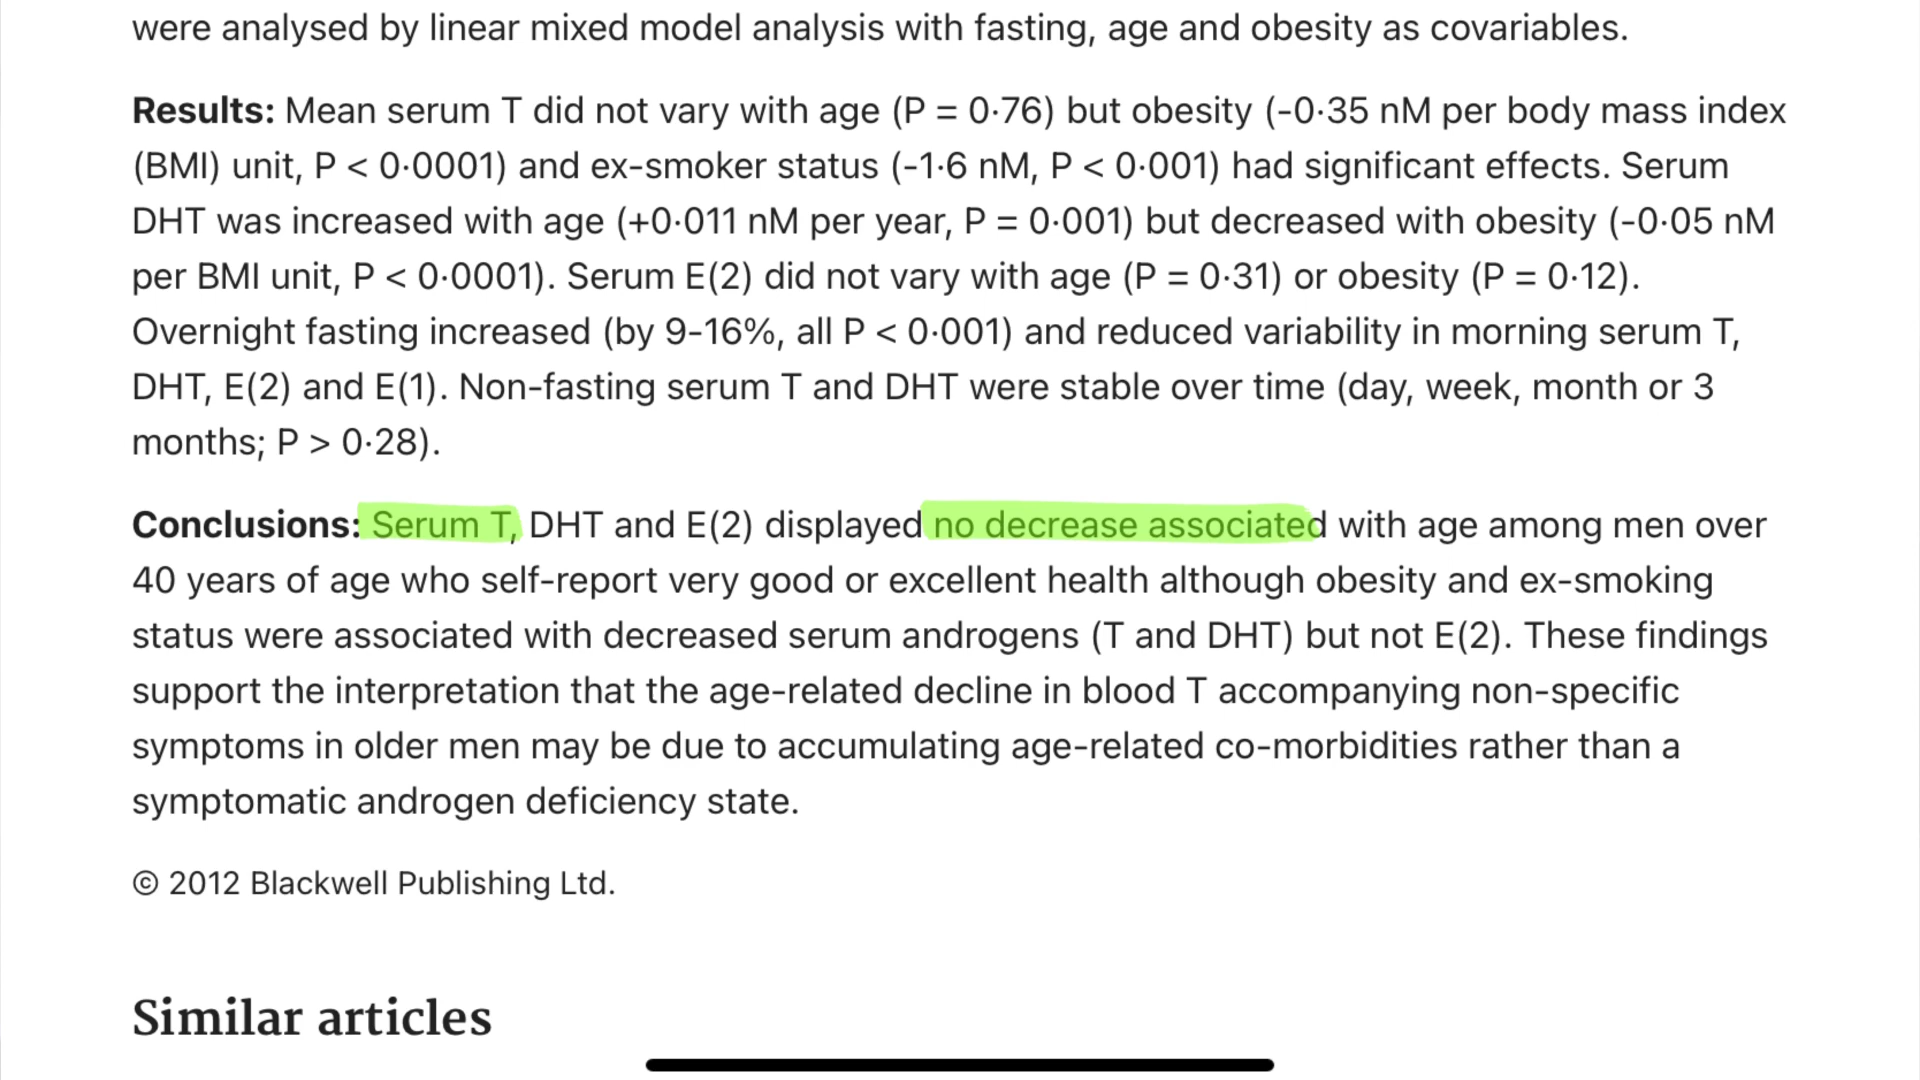 were analysed by linear mixed model analysis with fasting, age and obesity as covariables.
Results: Mean serum T did not vary with age (P = 0·76) but obesity (-0·35 nM per body mass index
(BMI) unit, P < 0·0001) and ex-smoker status (-1·6 nM, P < 0·001) had significant effects. Serum
DHT was increased with age (+0·011 nM per year, P = 0·001) but decreased with obesity (-0·05 nM
per BMI unit, P < 0·0001). Serum E(2) did not vary with age (P = 0·31) or obesity (P = 0·12).
Overnight fasting increased (by 9-16%, all P < 0·001) and reduced variability in morning serum T,
DHT, E(2) and E(1). Non-fasting serum T and DHT were stable over time (day, week, month or 3
months; P > 0·28).
Conclusions: Serum T, DHT and E(2) displayed no decrease associated with age among men over
40 years of age who self-report very good or excellent health although obesity and ex-smoking
status were associated with decreased serum androgens (T and DHT) but not E(2). These findings
support the interpretation that the age-related decline in blood T accompanying non-specific
symptoms in older men may be due to accumulating age-related co-morbidities rather than a
symptomatic androgen deficiency state.
© 2012 Blackwell Publishing Ltd.
Similar articles